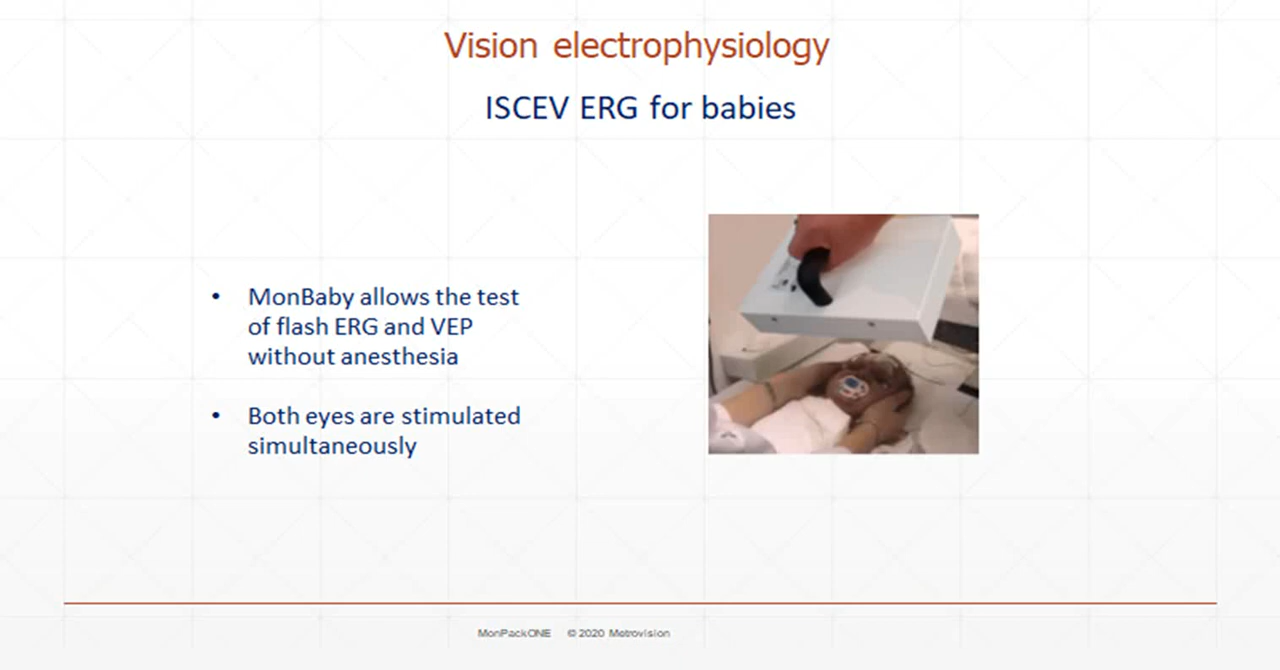 Vision electrophysiology
ISCEV ERG for babies
• MonBaby allows the test
of flash ERG and VEP
without anesthesia
• Both eyes are stimulated
simultaneously
MonPackONE © 2020 Metrovision